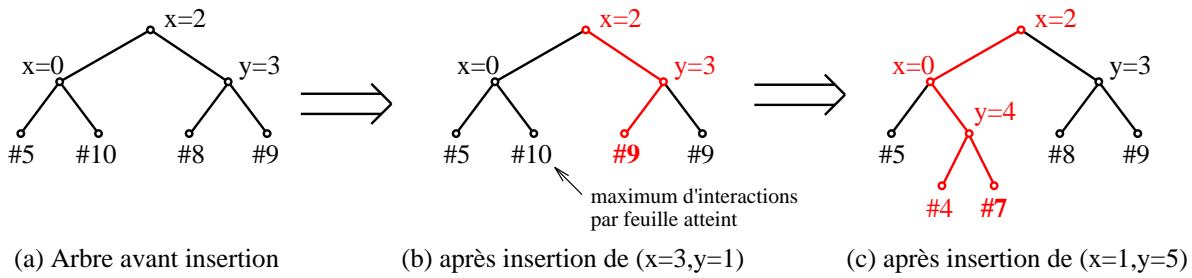 x=2
x=0
y=3
#5
#10
#8
#9
x=2
x=0
y=3
#5
#10
#9
#9
maximum d'interactions
par feuille atteint
x=2
x=0
y=3
y=4
#5
#8
#9
#4
#7
(a) Arbre avant insertion
(b) après insertion de (x=3,y=1)
(c) après insertion de (x=1,y=5)